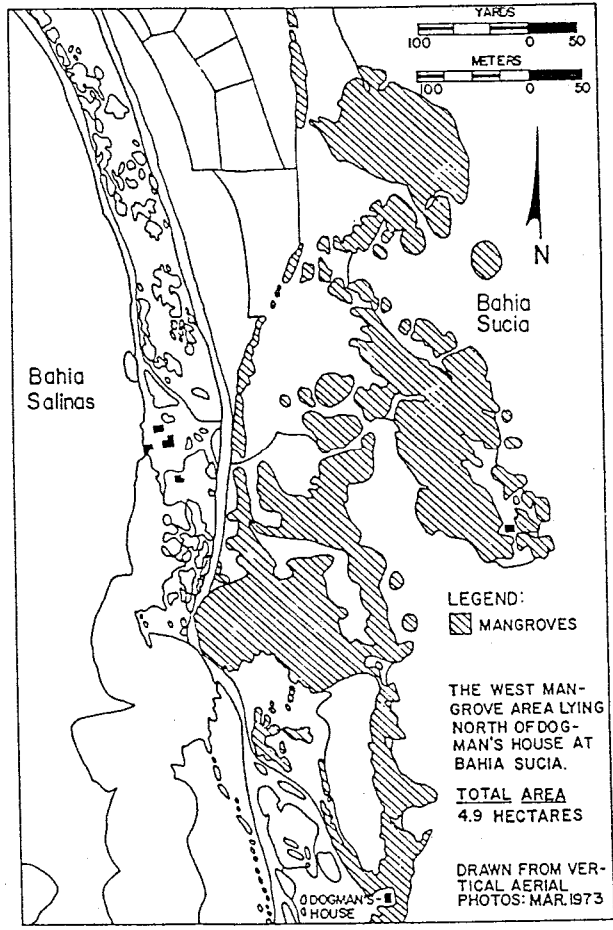 YARDS
100 0 50
METERS
100 0 50
N
Bahia
Sucia
Bahia
Salinas
LEGEND:
MANGROVES
THE WEST MAN-
GROVE AREA LYING
NORTH OF DOG-
MAN'S HOUSE AT
BAHIA SUCIA.
TOTAL AREA
4.9 HECTARES
DRAWN FROM VER-
TICAL AERIAL
PHOTOS: MAR. 1973
DOGMAN'S-
HOUSE